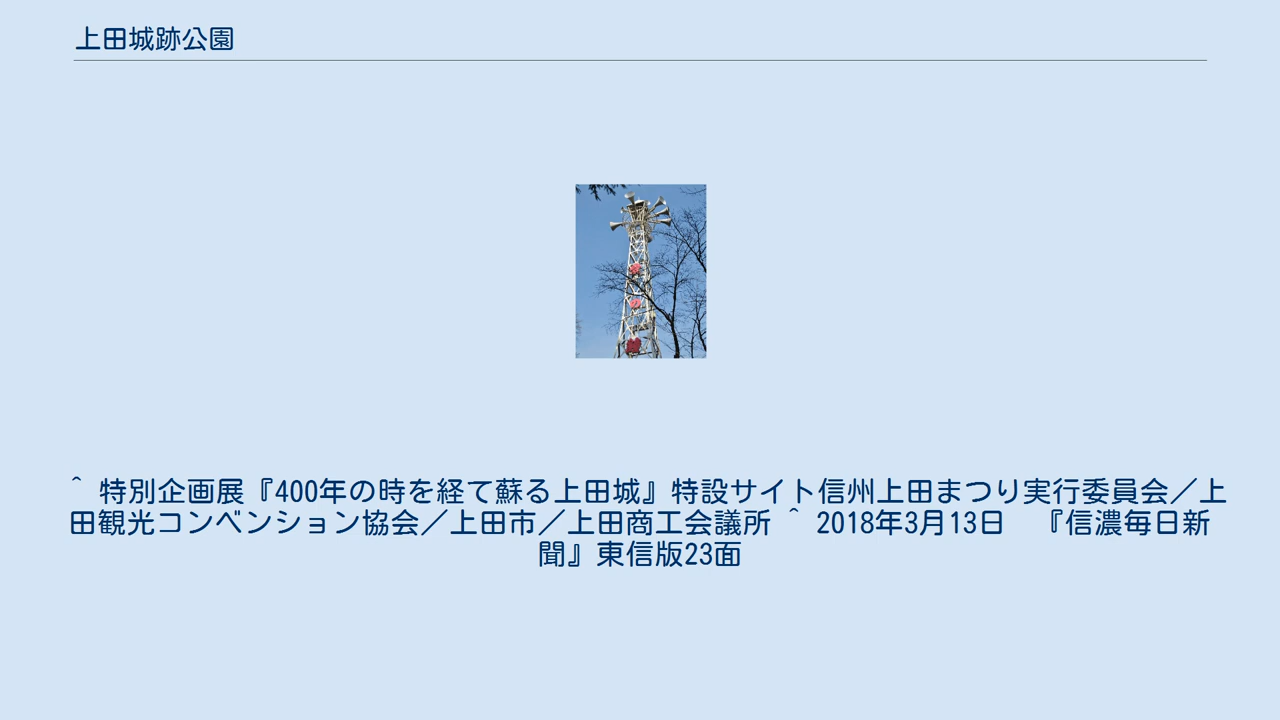 上田城跡公園
^ 特別企画展『400年の時を経て蘇る上田城』特設サイト信州上田まつり実行委員会／上
田観光コンベンション協会／上田市／上田商工会議所 ^ 2018年3月13日　『信濃毎日新
聞』東信版23面